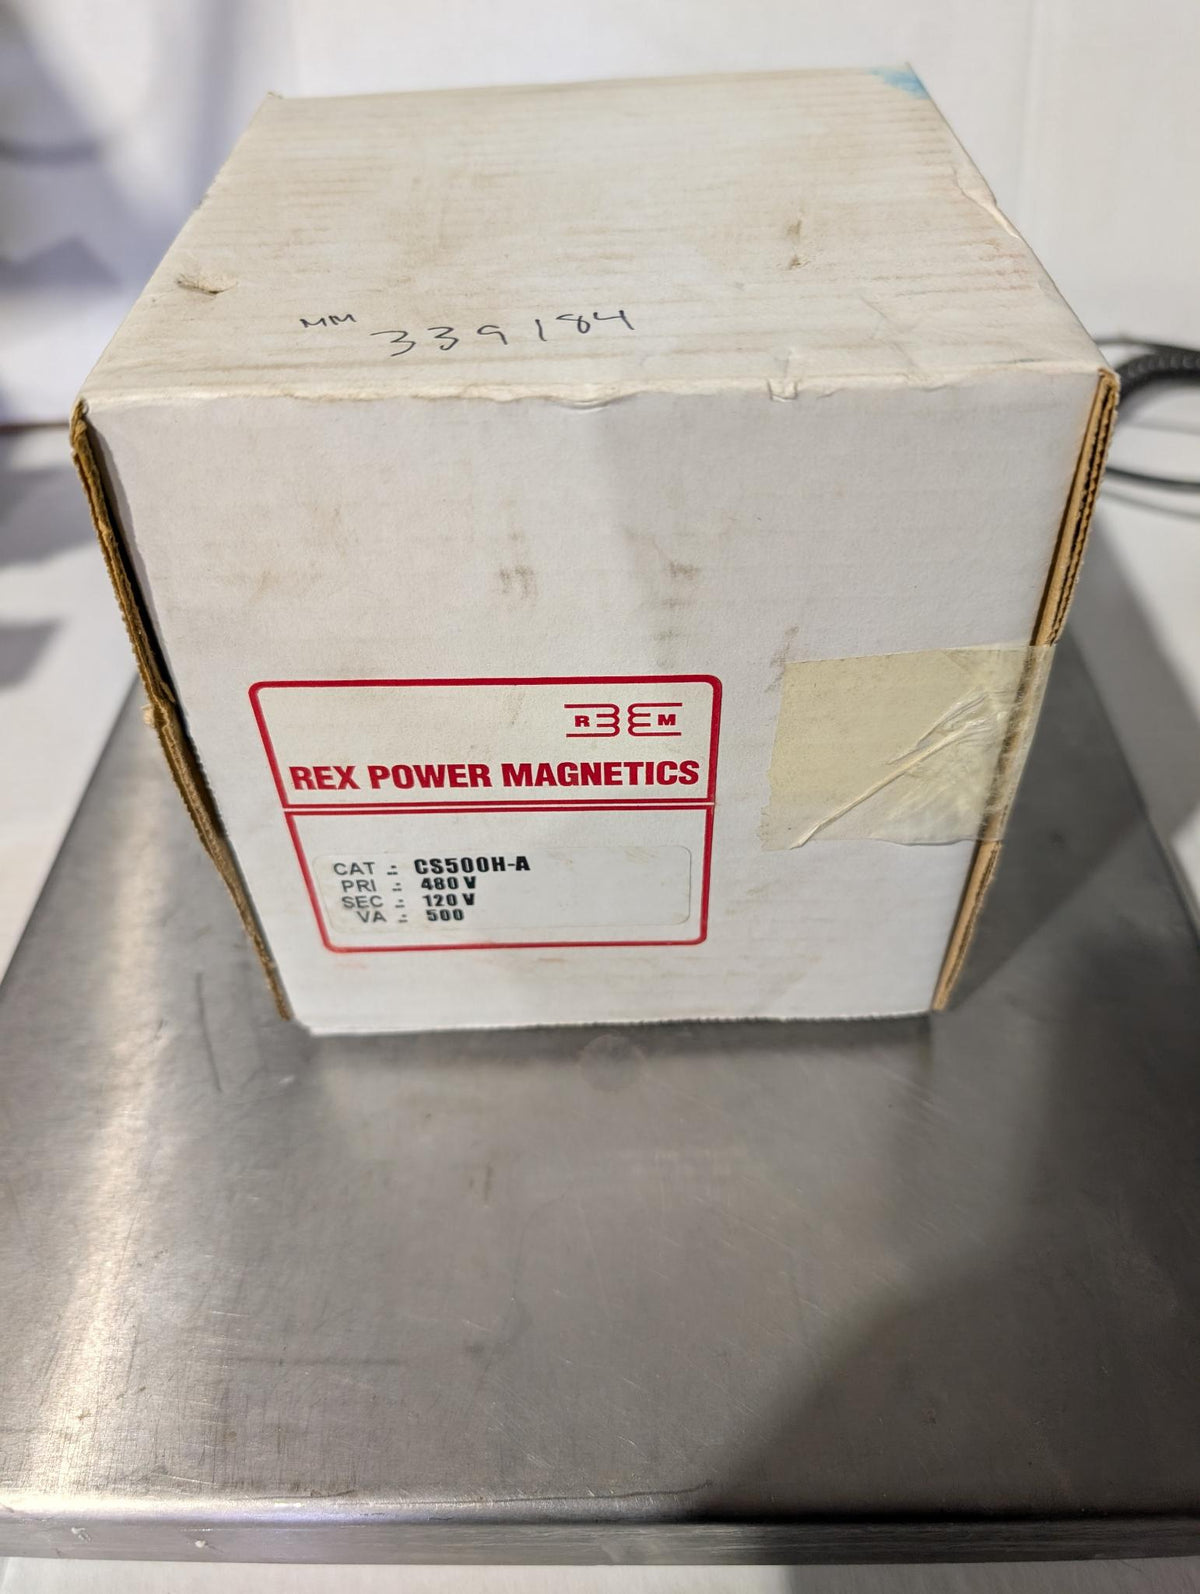 MM 339184
R M
REX POWER MAGNETICS
CAT .: CS500H-A
PRI .: 480 V
SEC .: 120 V
VA .: 500